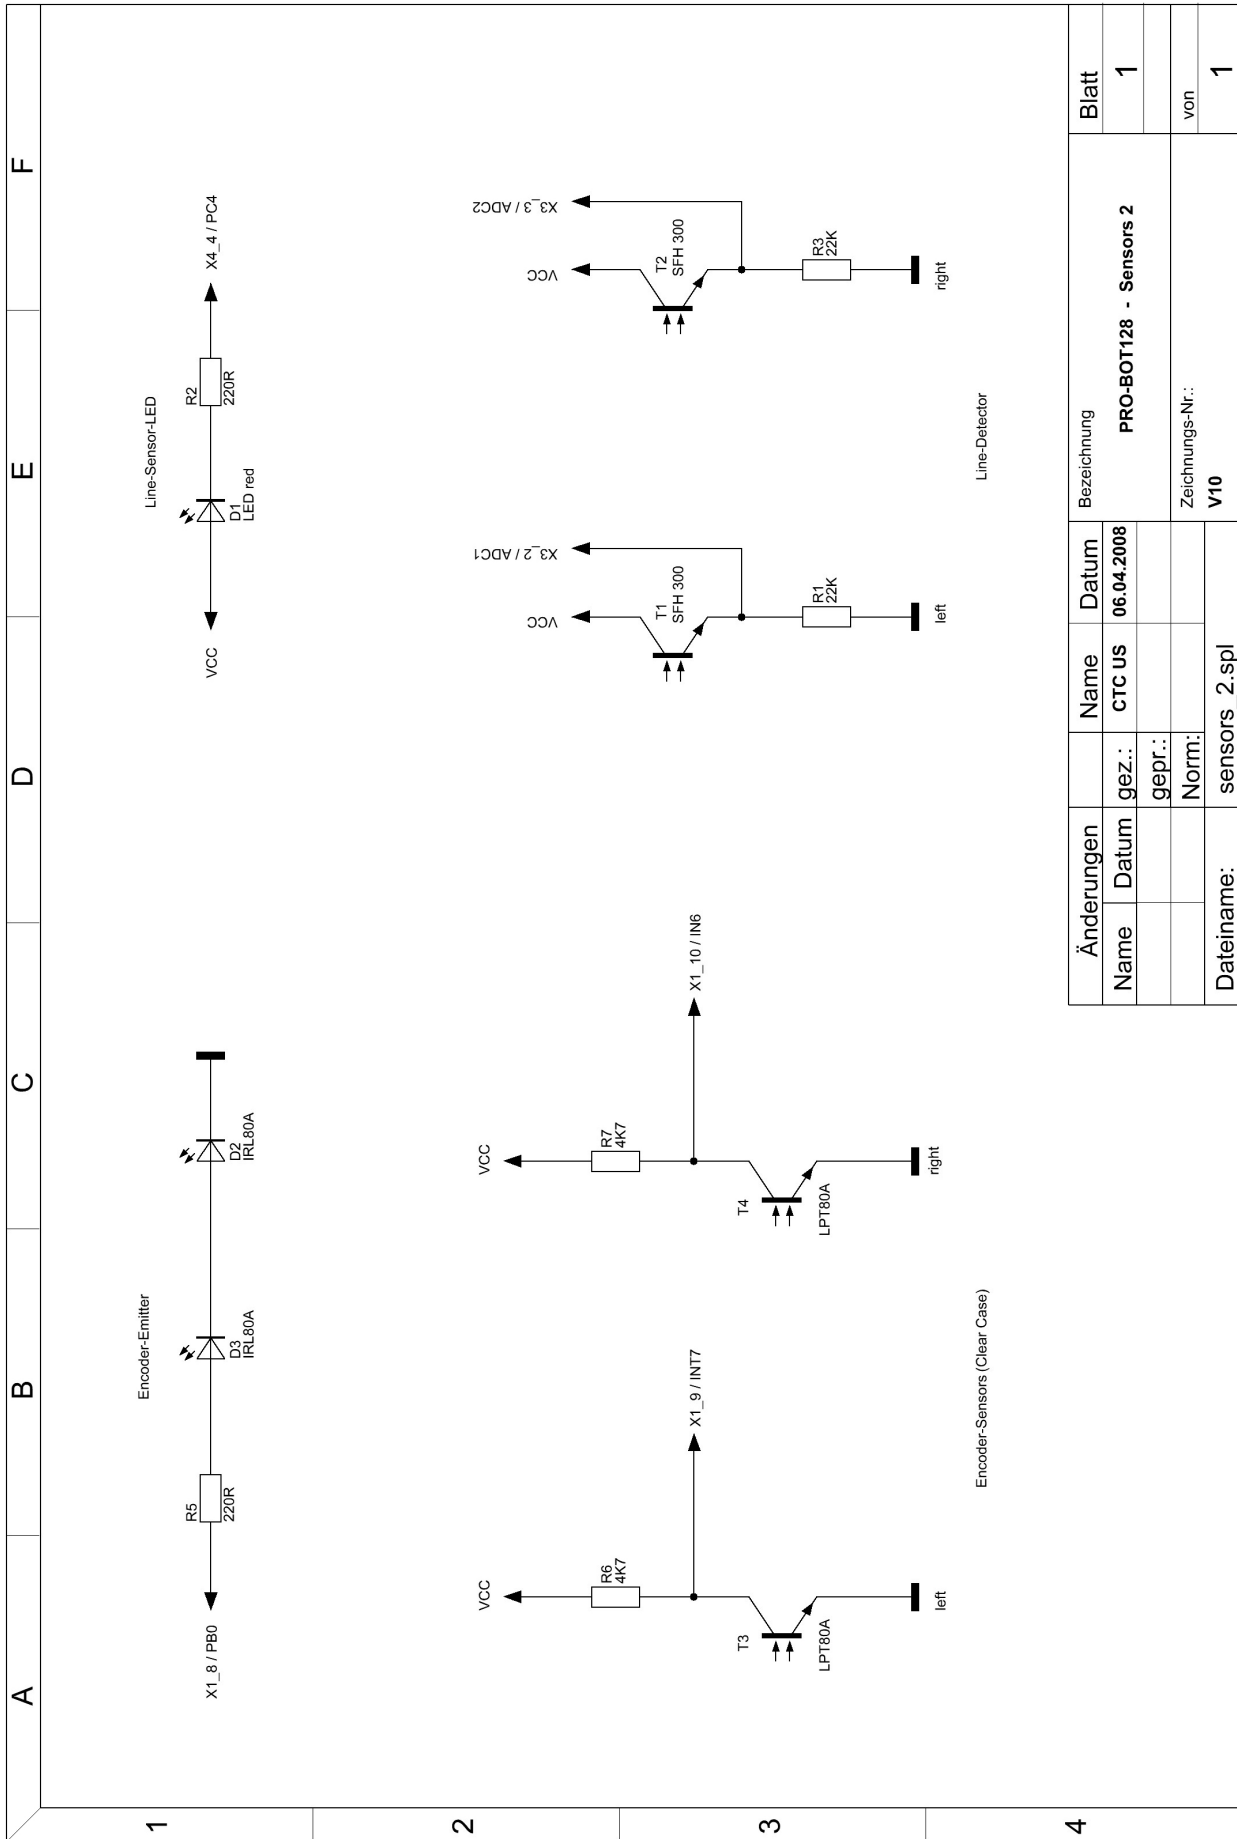 A
B
C
D
E
F
1
2
3
4
Encoder-Emitter
X1_8 / PB0
R5
220R
D3
IRL80A
D2
IRL80A
Line-Sensor-LED
VCC
D1
LED red
R2
220R
X4_4 / PC4
VCC
R6
4K7
X1_9 / INT7
T3
LPT80A
left
VCC
R7
4K7
X1_10 / IN6
T4
LPT80A
right
Encoder-Sensors (Clear Case)
VCC
X3_2 / ADC1
T1
SFH 300
R1
22K
left
VCC
X3_3 / ADC2
T2
SFH 300
R3
22K
right
Line-Detector
Änderungen
Name
Datum
Name
Datum
gez.:
CTC US
06.04.2008
gepr.:
Norm:
Dateiname:
sensors_2.spl
Bezeichnung
PRO-BOT128 - Sensors 2
Zeichnungs-Nr.:
V10
Blatt
1
von
1